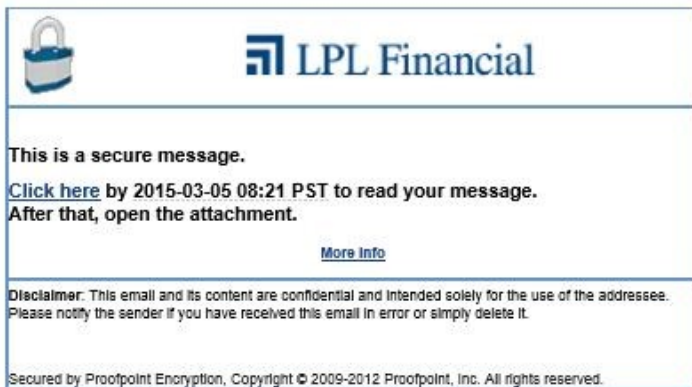 LPL Financial
This is a secure message.
Click here by 2015-03-05 08:21 PST to read your message.
After that, open the attachment.
More Info
Disclaimer: This email and its content are confidential and intended solely for the use of the addressee.
Please notify the sender if you have received this email in error or simply delete it.
Secured by Proofpoint Encryption, Copyright © 2009-2012 Proofpoint, Inc. All rights reserved.